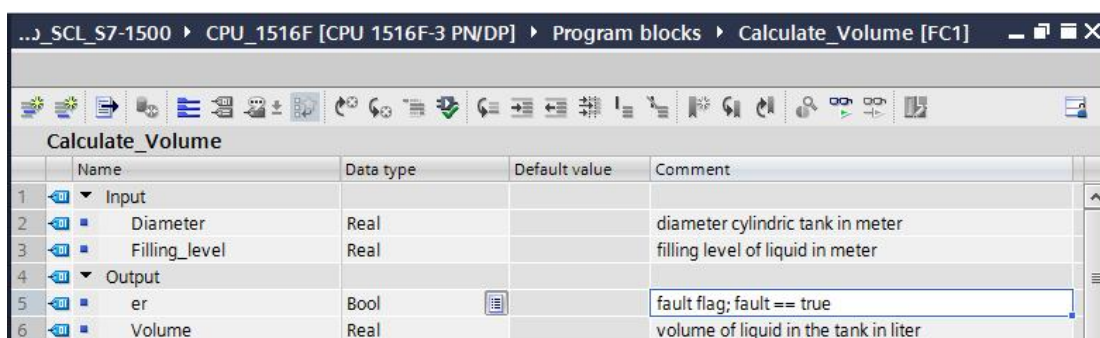 ...ɔ_SCL_S7-1500 ▸ CPU_1516F [CPU 1516F-3 PN/DP] ▸ Program blocks ▸ Calculate_Volume [FC1]
Calculate_Volume
Name Data type Default value Comment
1 Input
2 Diameter Real diameter cylindric tank in meter
3 Filling_level Real filling level of liquid in meter
4 Output
5 er Bool fault flag; fault == true
6 Volume Real volume of liquid in the tank in liter